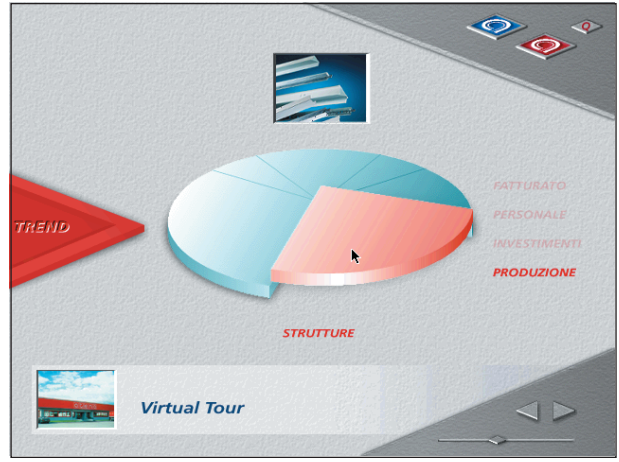 FATTURATO
TREND
PERSONALE
INVESTIMENTI
PRODUZIONE
STRUTTURE
Virtual Tour